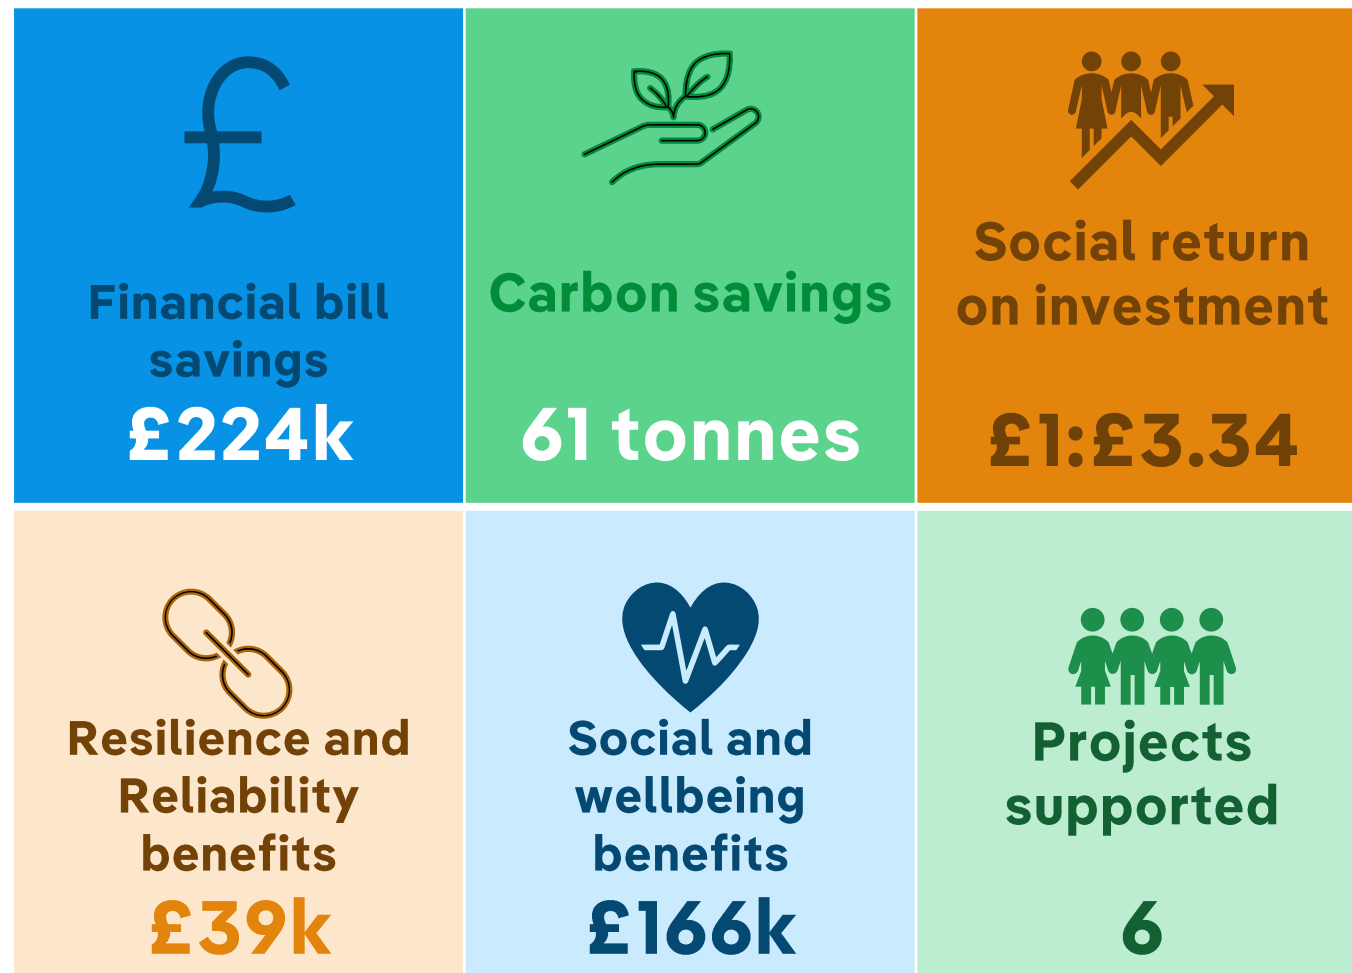 Financial bill
savings
£224k
Carbon savings
61 tonnes
Social return
on investment
£1:£3.34
Resilience and
Reliability
benefits
£39k
Social and
wellbeing
benefits
£166k
Projects
supported
6